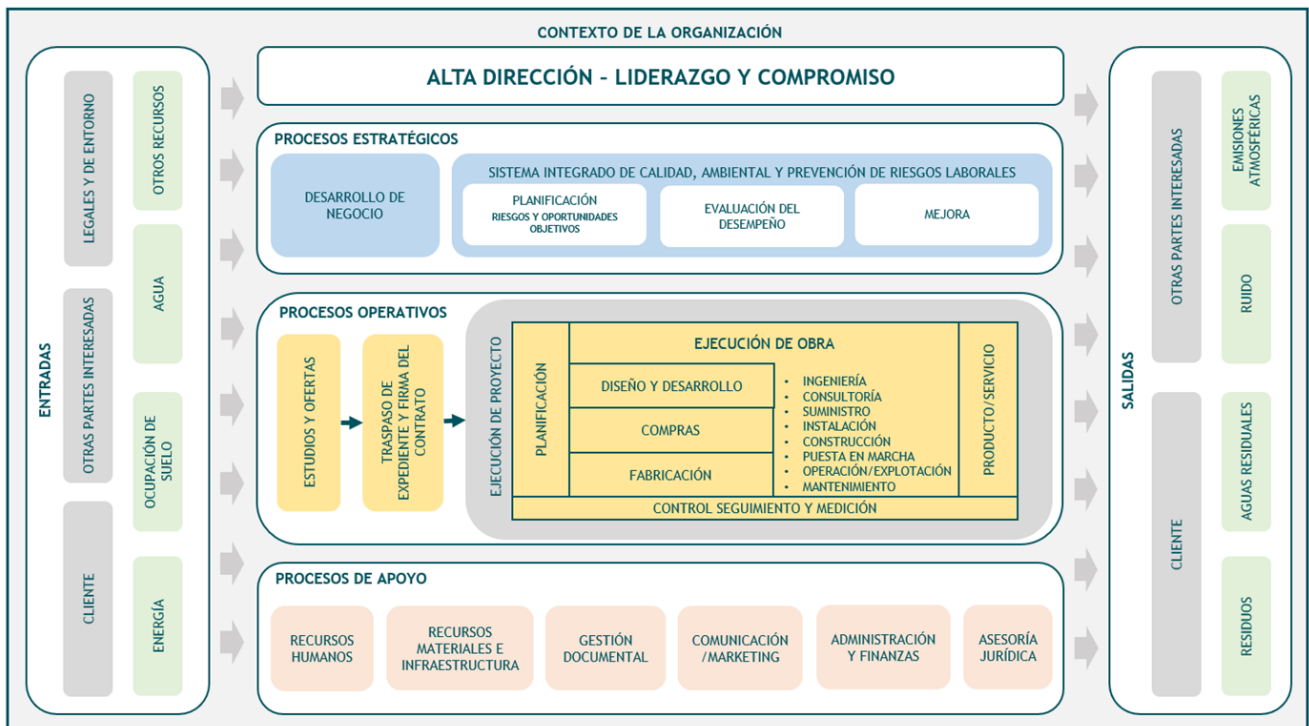 CONTEXTO DE LA ORGANIZACIÓN
ENTRADAS
LEGALES Y DE ENTORNO
OTRAS PARTES INTERESADAS
CLIENTE
OTROS RECURSOS
AGUA
OCUPACIÓN DE
SUELO
ENERGÍA
ALTA DIRECCIÓN - LIDERAZGO Y COMPROMISO
PROCESOS ESTRATÉGICOS
DESARROLLO DE
NEGOCIO
SISTEMA INTEGRADO DE CALIDAD, AMBIENTAL Y PREVENCIÓN DE RIESGOS LABORALES
PLANIFICACIÓN
RIESGOS Y OPORTUNIDADES
OBJETIVOS
EVALUACIÓN DEL
DESEMPEÑO
MEJORA
PROCESOS OPERATIVOS
ESTUDIOS Y OFERTAS
TRASPASO DE
EXPEDIENTE Y FIRMA DEL
CONTRATO
EJECUCIÓN DE PROYECTO
PLANIFICACIÓN
EJECUCIÓN DE OBRA
DISEÑO Y DESARROLLO
COMPRAS
FABRICACIÓN
• INGENIERÍA
• CONSULTORÍA
• SUMINISTRO
• INSTALACIÓN
• CONSTRUCCIÓN
• PUESTA EN MARCHA
• OPERACIÓN/EXPLOTACIÓN
• MANTENIMIENTO
PRODUCTO/SERVICIO
CONTROL SEGUIMIENTO Y MEDICIÓN
PROCESOS DE APOYO
RECURSOS
HUMANOS
RECURSOS
MATERIALES E
INFRAESTRUCTURA
GESTIÓN
DOCUMENTAL
COMUNICACIÓN
/MARKETING
ADMINISTRACIÓN
Y FINANZAS
ASESORÍA
JURÍDICA
SALIDAS
OTRAS PARTES INTERESADAS
CLIENTE
EMISIONES
ATMOSFÉRICAS
RUIDO
AGUAS RESIDUALES
RESIDUOS